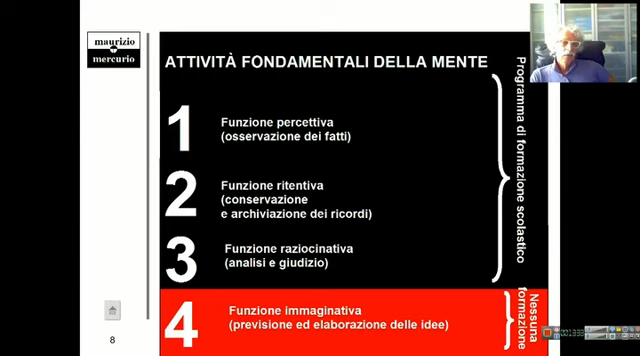 maurizio
mercurio
ATTIVITÀ FONDAMENTALI DELLA MENTE
1
Funzione percettiva
(osservazione dei fatti)
2
Funzione ritentiva
(conservazione
e archiviazione dei ricordi)
3
Funzione raziocinativa
(analisi e giudizio)
Programma di formazione scolastico
4
Funzione immaginativa
(previsione ed elaborazione delle idee)
Nessuna
formazione
8